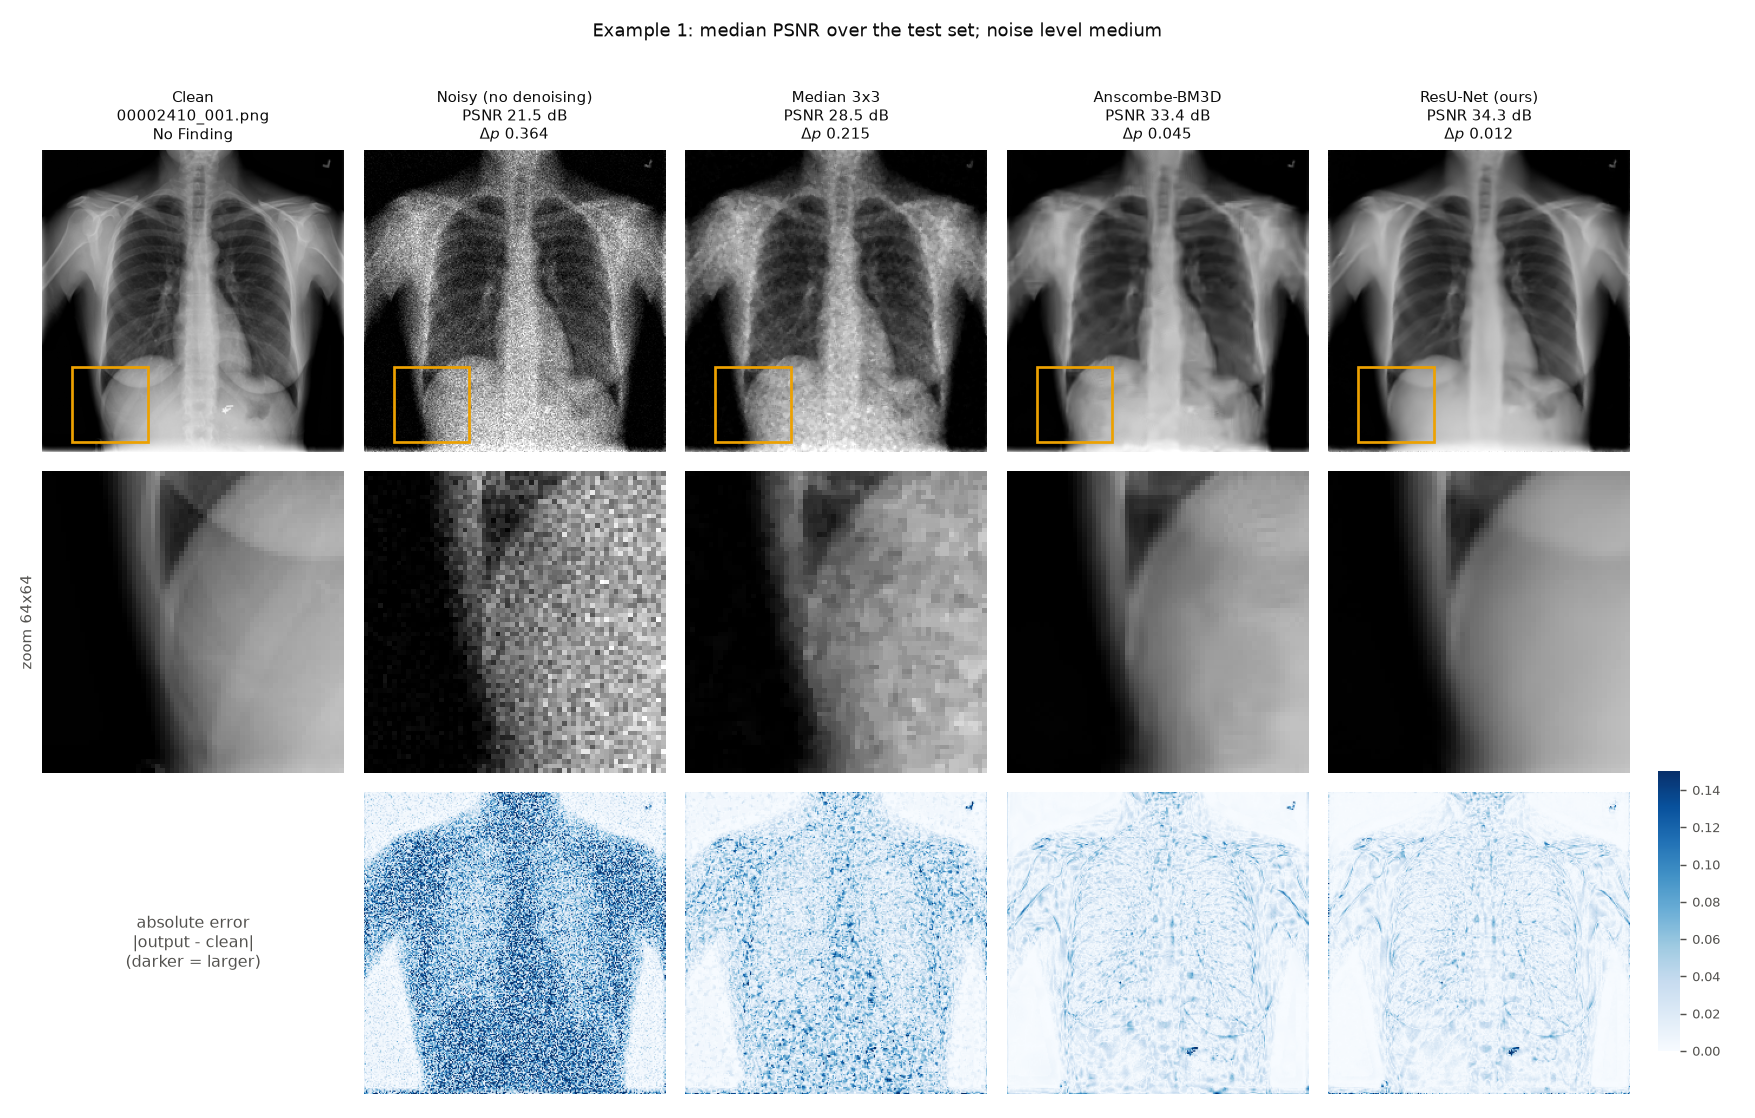 Example 1: median PSNR over the test set; noise level medium
Clean
00002410_001.png
No Finding
Noisy (no denoising)
PSNR 21.5 dB
Δp 0.364
Median 3x3
PSNR 28.5 dB
Δp 0.215
Anscombe-BM3D
PSNR 33.4 dB
Δp 0.045
ResU-Net (ours)
PSNR 34.3 dB
Δp 0.012
zoom 64x64
absolute error
|output - clean|
(darker = larger)
0.14
0.12
0.10
0.08
0.06
0.04
0.02
0.00